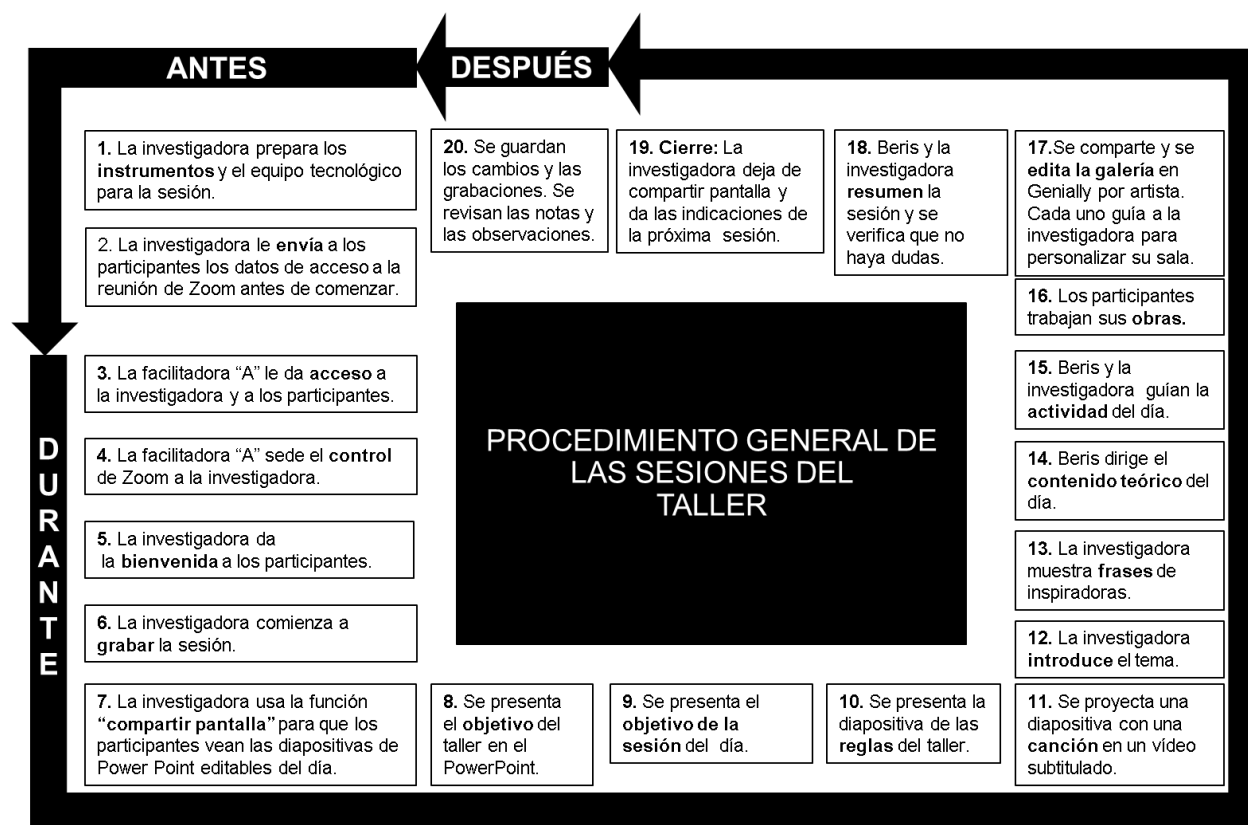 ANTES
DESPUÉS
1. La investigadora prepara los
instrumentos y el equipo tecnológico
para la sesión.
2. La investigadora le envía a los
participantes los datos de acceso a la
reunión de Zoom antes de comenzar.
DURANTE
3. La facilitadora “A” le da acceso a
la investigadora y a los participantes.
4. La facilitadora “A” sede el control
de Zoom a la investigadora.
5. La investigadora da
la bienvenida a los participantes.
6. La investigadora comienza a
grabar la sesión.
7. La investigadora usa la función
“compartir pantalla” para que los
participantes vean las diapositivas de
Power Point editables del día.
8. Se presenta
el objetivo del
taller en el
PowerPoint.
9. Se presenta el
objetivo de la
sesión del día.
10. Se presenta la
diapositiva de las
reglas del taller.
11. Se proyecta una
diapositiva con una
canción en un vídeo
subtitulado.
12. La investigadora
introduce el tema.
13. La investigadora
muestra frases de
inspiradoras.
14. Beris dirige el
contenido teórico del
día.
15. Beris y la
investigadora guían la
actividad del día.
16. Los participantes
trabajan sus obras.
17.Se comparte y se
edita la galería en
Genially por artista.
Cada uno guía a la
investigadora para
personalizar su sala.
18. Beris y la
investigadora
resumen la
sesión y se
verifica que no
haya dudas.
19. Cierre: La
investigadora deja de
compartir pantalla y
da las indicaciones de
la próxima sesión.
20. Se guardan
los cambios y las
grabaciones. Se
revisan las notas y
las observaciones.
PROCEDIMIENTO GENERAL DE
LAS SESIONES DEL
TALLER